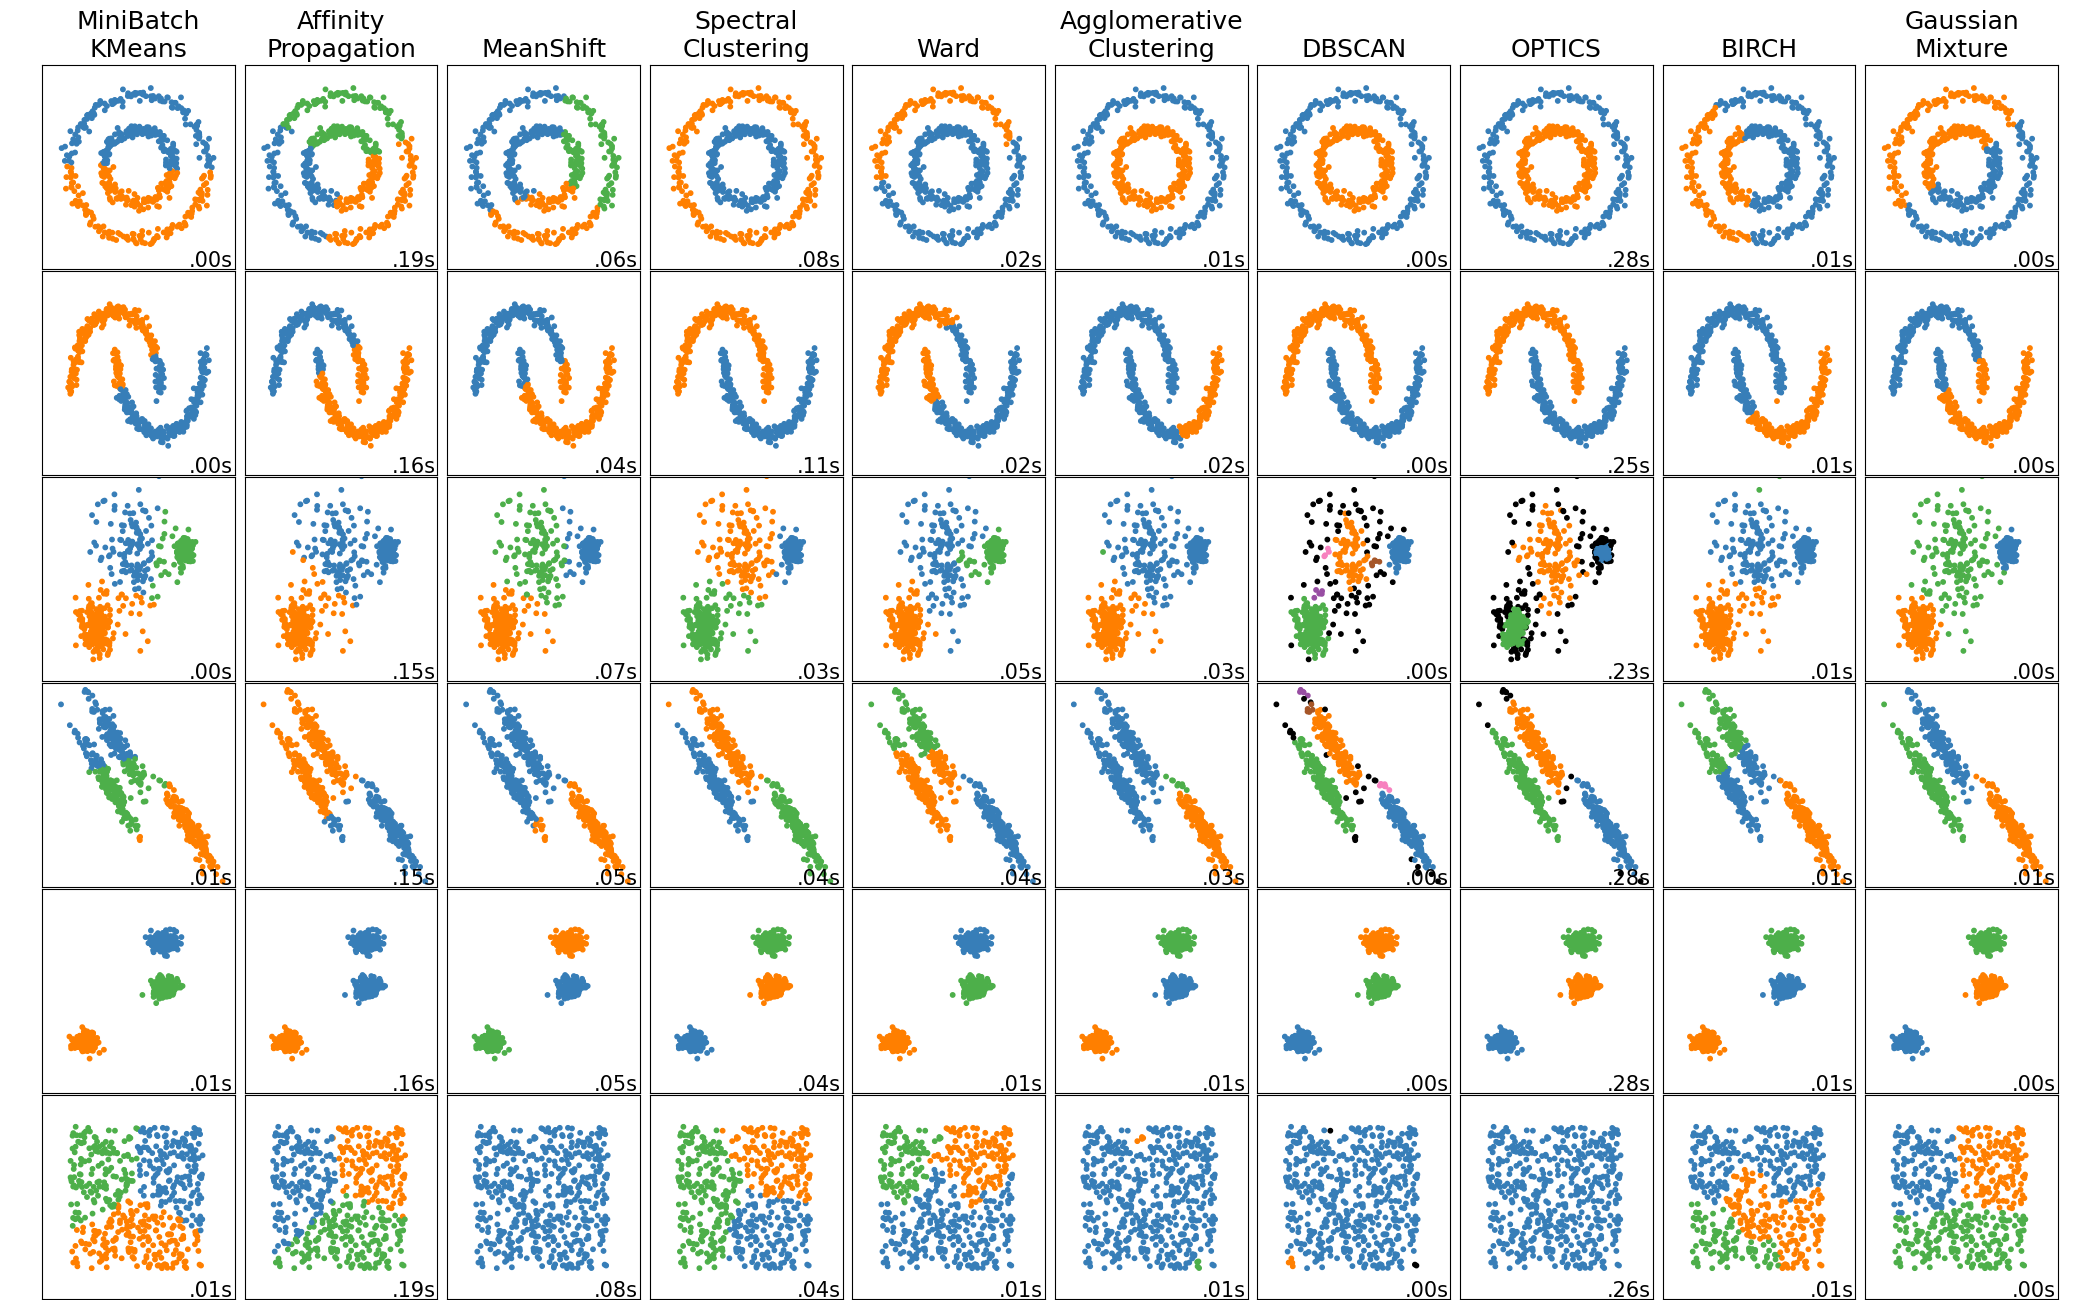 MiniBatch
KMeans
Affinity
Propagation
MeanShift
Spectral
Clustering
Ward
Agglomerative
Clustering
DBSCAN
OPTICS
BIRCH
Gaussian
Mixture
.00s
.19s
.06s
.08s
.02s
.01s
.00s
.28s
.01s
.00s
.00s
.16s
.04s
.11s
.02s
.02s
.00s
.25s
.01s
.00s
.00s
.15s
.07s
.03s
.05s
.03s
.00s
.23s
.01s
.00s
.01s
.15s
.05s
.04s
.04s
.03s
.00s
.28s
.01s
.01s
.01s
.16s
.05s
.04s
.01s
.01s
.00s
.28s
.01s
.00s
.01s
.19s
.08s
.04s
.01s
.01s
.00s
.26s
.01s
.00s